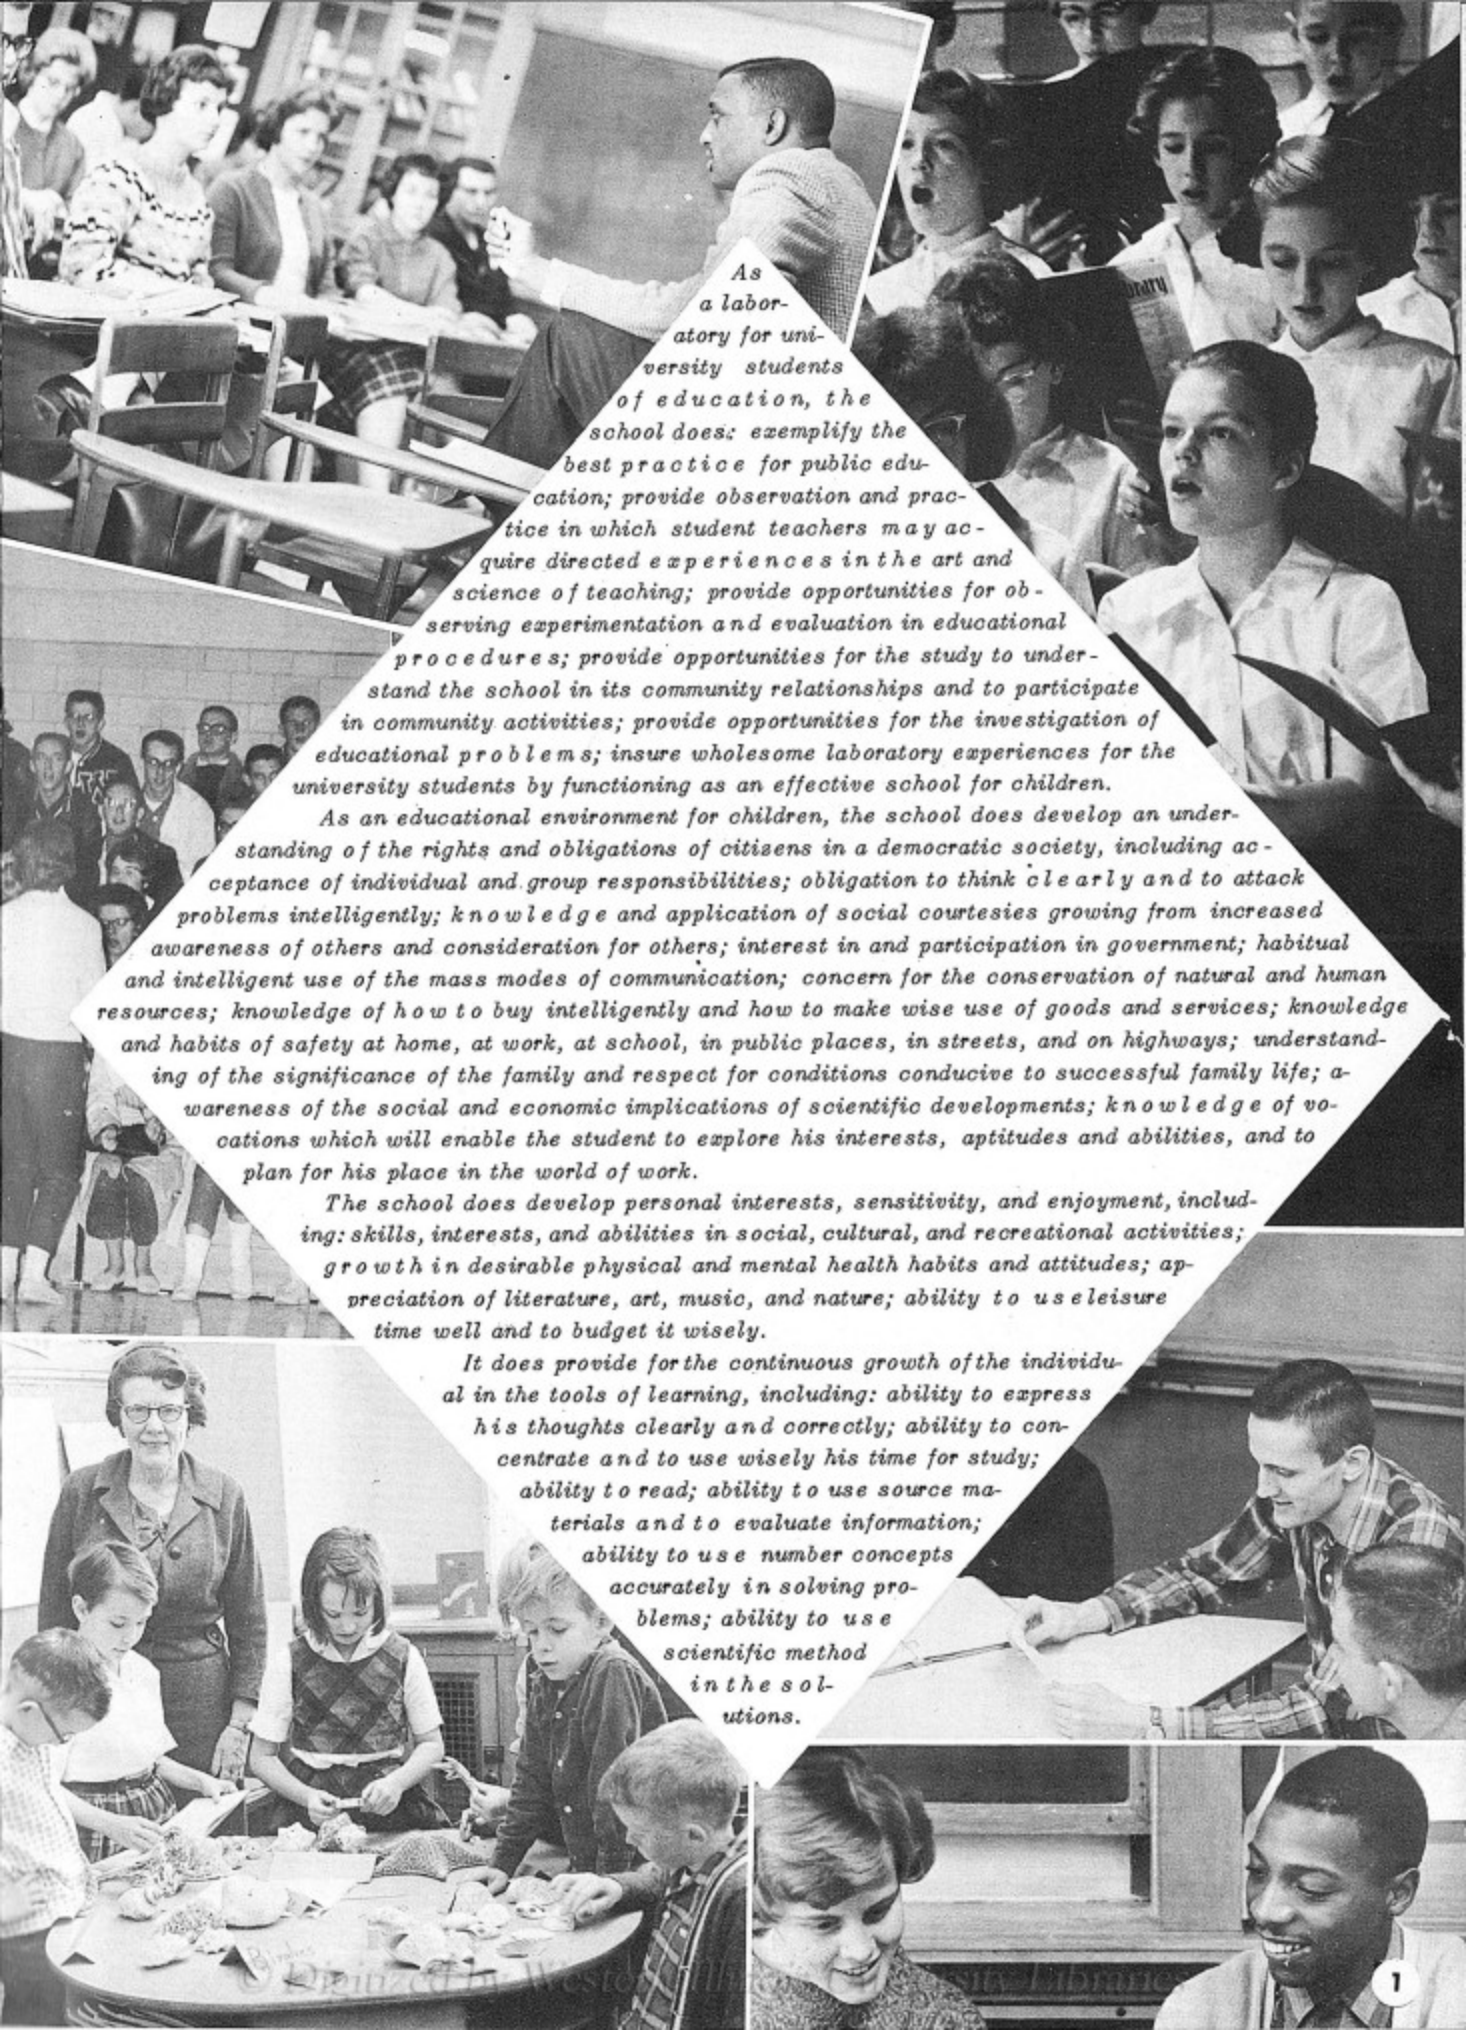 As
a labor-
atory for uni-
versity students
of education, the
school does: exemplify the
best practice for public edu-
cation; provide observation and prac-
tice in which student teachers may ac-
quire directed experiences in the art and
science of teaching; provide opportunities for ob-
serving experimentation and evaluation in educational
procedures; provide opportunities for the study to under-
stand the school in its community relationships and to participate
in community activities; provide opportunities for the investigation of
educational problems; insure wholesome laboratory experiences for the
university students by functioning as an effective school for children.
As an educational environment for children, the school does develop an under-
standing of the rights and obligations of citizens in a democratic society, including ac-
ceptance of individual and group responsibilities; obligation to think clearly and to attack
problems intelligently; knowledge and application of social courtesies growing from increased
awareness of others and consideration for others; interest in and participation in government; habitual
and intelligent use of the mass modes of communication; concern for the conservation of natural and human
resources; knowledge of how to buy intelligently and how to make wise use of goods and services; knowledge
and habits of safety at home, at work, at school, in public places, in streets, and on highways; understand-
ing of the significance of the family and respect for conditions conducive to successful family life; a-
wareness of the social and economic implications of scientific developments; knowledge of vo-
cations which will enable the student to explore his interests, aptitudes and abilities, and to
plan for his place in the world of work.
The school does develop personal interests, sensitivity, and enjoyment, includ-
ing: skills, interests, and abilities in social, cultural, and recreational activities;
growth in desirable physical and mental health habits and attitudes; ap-
preciation of literature, art, music, and nature; ability to use leisure
time well and to budget it wisely.
It does provide for the continuous growth of the individu-
al in the tools of learning, including: ability to express
his thoughts clearly and correctly; ability to con-
centrate and to use wisely his time for study;
ability to read; ability to use source ma-
terials and to evaluate information;
ability to use number concepts
accurately in solving pro-
blems; ability to use
scientific method
in the sol-
utions.
© Digitized by Western Illinois University Libraries
1